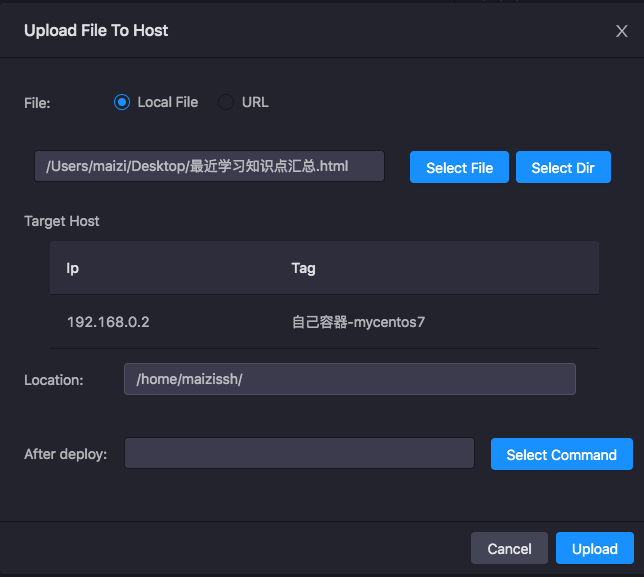 Upload File To Host
X
File: Local File URL
/Users/maizi/Desktop/最近学习知识点汇总.html Select File Select Dir
Target Host
Ip Tag
192.168.0.2 自己容器-mycentos7
Location: /home/maizissh/
After deploy: Select Command
Cancel Upload